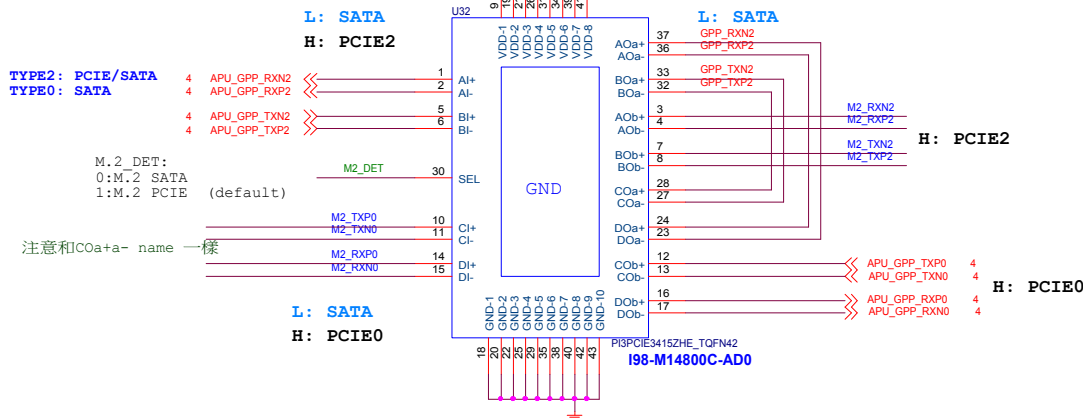 9 19 21 31 34 39 41
U32
L: SATA
H: PCIE2
VDD-1 VDD-2 VDD-3 VDD-4 VDD-5 VDD-6 VDD-7 VDD-8
L: SATA
TYPE2: PCIE/SATA
TYPE0: SATA
4 APU_GPP_RXN2 1 AI+
4 APU_GPP_RXP2 2 AI-
4 APU_GPP_TXN2 5 BI+
4 APU_GPP_TXP2 6 BI-
M.2_DET:
0:M.2 SATA
1:M.2 PCIE (default)
M2_DET 30 SEL
M2_TXP0 10 CI+
M2_TXN0 11 CI-
注意和COa+a- name 一樣
M2_RXP0 14 DI+
M2_RXN0 15 DI-
L: SATA
H: PCIE0
GND
AOa+ 37 GPP_RXN2
AOa- 36 GPP_RXP2
BOa+ 33 GPP_TXN2
BOa- 32 GPP_TXP2
AOb+ 3 M2_RXN2
AOb- 4 M2_RXP2
BOb+ 7 M2_TXN2
BOb- 8 M2_TXP2
H: PCIE2
COa+ 28
COa- 27
DOa+ 24
DOa- 23
COb+ 12 APU_GPP_TXP0 4
COb- 13 APU_GPP_TXN0 4
DOb+ 16 APU_GPP_RXP0 4
DOb- 17 APU_GPP_RXN0 4
H: PCIE0
GND-1 GND-2 GND-3 GND-4 GND-5 GND-6 GND-7 GND-8 GND-9 GND-10
18 20 22 25 29 35 38 40 42 43
PI3PCIE3415ZHE_TQFN42
I98-M14800C-AD0